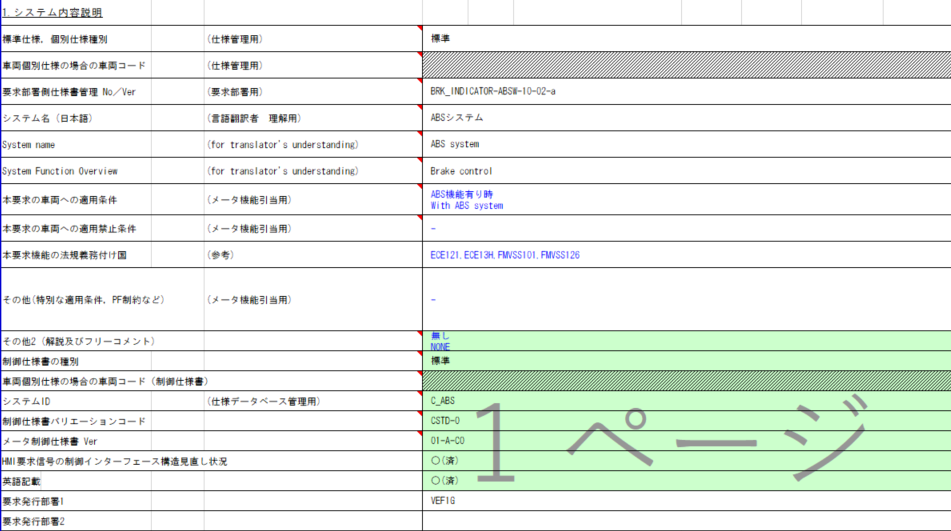 1.システム内容説明
標準仕様，個別仕様種別 （仕様管理用） 標準
車両個別仕様の場合の車両コード （仕様管理用）
要求部署側仕様書管理 No／Ver （要求部署用） BRK_INDICATOR-ABSW-10-02-a
システム名（日本語） （言語翻訳者　理解用） ABSシステム
System name (for translator's understanding) ABS system
System Function Overview (for translator's understanding) Brake control
本要求の車両への適用条件 （メータ機能引当用） ABS機能有り時
With ABS system
本要求の車両への適用禁止条件 （メータ機能引当用） -
本要求機能の法規義務付け国 （参考） ECE121,ECE13H,FMVSS101,FMVSS126
その他(特別な適用条件，PF制約など) （メータ機能引当用） -
その他2（解説及びフリーコメント） 無し
NONE
制御仕様書の種別 標準
車両個別仕様の場合の車両コード（制御仕様書）
システムID （仕様データベース管理用） C_ABS
制御仕様書バリエーションコード CSTD-0
メータ制御仕様書 Ver 01-A-C0
HMI要求信号の制御インターフェース構造見直し状況 ○(済)
英語記載 ○(済)
要求発行部署1 VEF1G
要求発行部署2
1 ページ